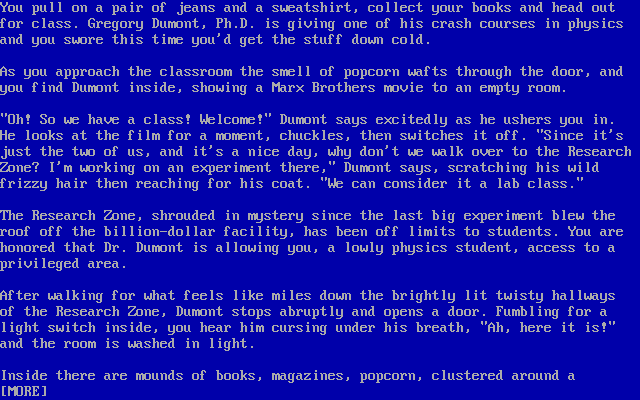 You pull on a pair of jeans and a sweatshirt, collect your books and head out
for class. Gregory Dumont, Ph.D. is giving one of his crash courses in physics
and you swore this time you'd get the stuff down cold.
As you approach the classroom the smell of popcorn wafts through the door, and
you find Dumont inside, showing a Marx Brothers movie to an empty room.
"Oh! So we have a class! Welcome!" Dumont says excitedly as he ushers you in.
He looks at the film for a moment, chuckles, then switches it off. "Since it's
just the two of us, and it's a nice day, why don't we walk over to the Research
Zone? I'm working on an experiment there," Dumont says, scratching his wild
frizzy hair then reaching for his coat. "We can consider it a lab class."
The Research Zone, shrouded in mystery since the last big experiment blew the
roof off the billion-dollar facility, has been off limits to students. You are
honored that Dr. Dumont is allowing you, a lowly physics student, access to a
privileged area.
After walking for what feels like miles down the brightly lit twisty hallways
of the Research Zone, Dumont stops abruptly and opens a door. Fumbling for a
light switch inside, you hear him cursing under his breath, "Ah, here it is!"
and the room is washed in light.
Inside there are mounds of books, magazines, popcorn, clustered around a
[MORE]